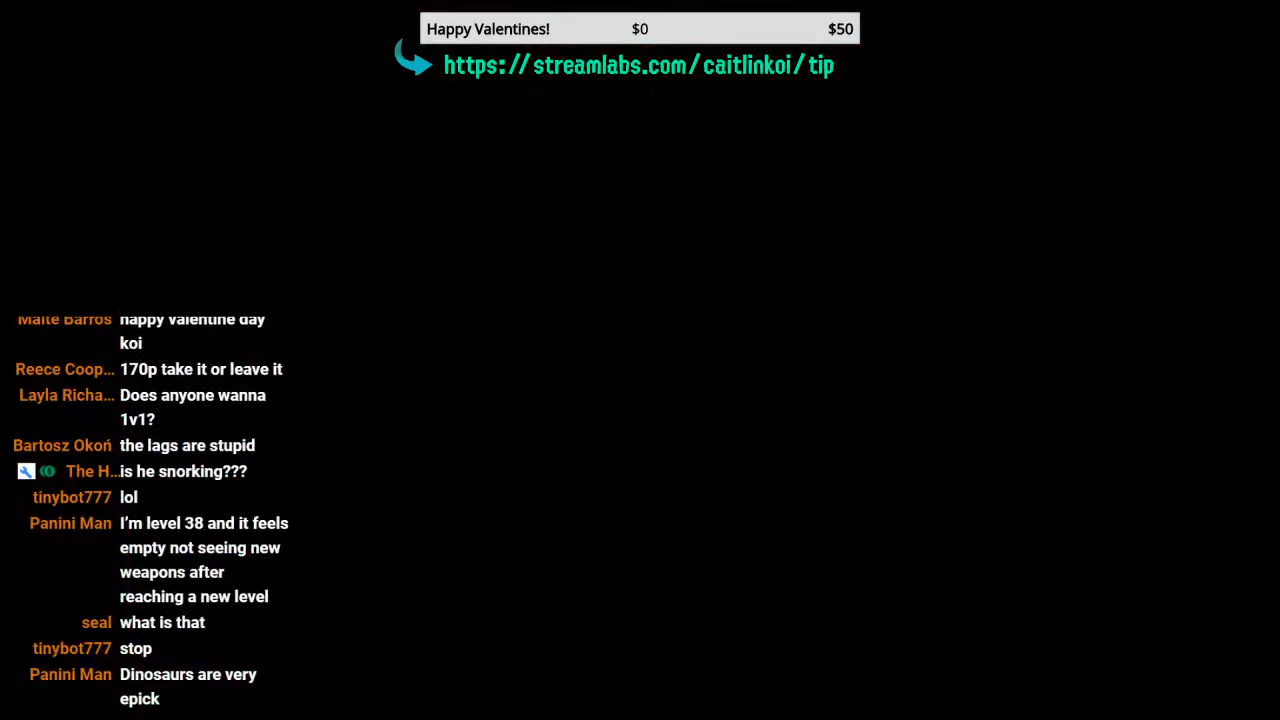 Happy Valentines! $0 $50
https://streamlabs.com/caitlinkoi/tip
Maite Barros happy valentine day
koi
Reece Coop... 170p take it or leave it
Layla Richa... Does anyone wanna
1v1?
Bartosz Okoń the lags are stupid
The H... is he snorking???
tinybot777 lol
Panini Man I'm level 38 and it feels
empty not seeing new
weapons after
reaching a new level
seal what is that
tinybot777 stop
Panini Man Dinosaurs are very
epick